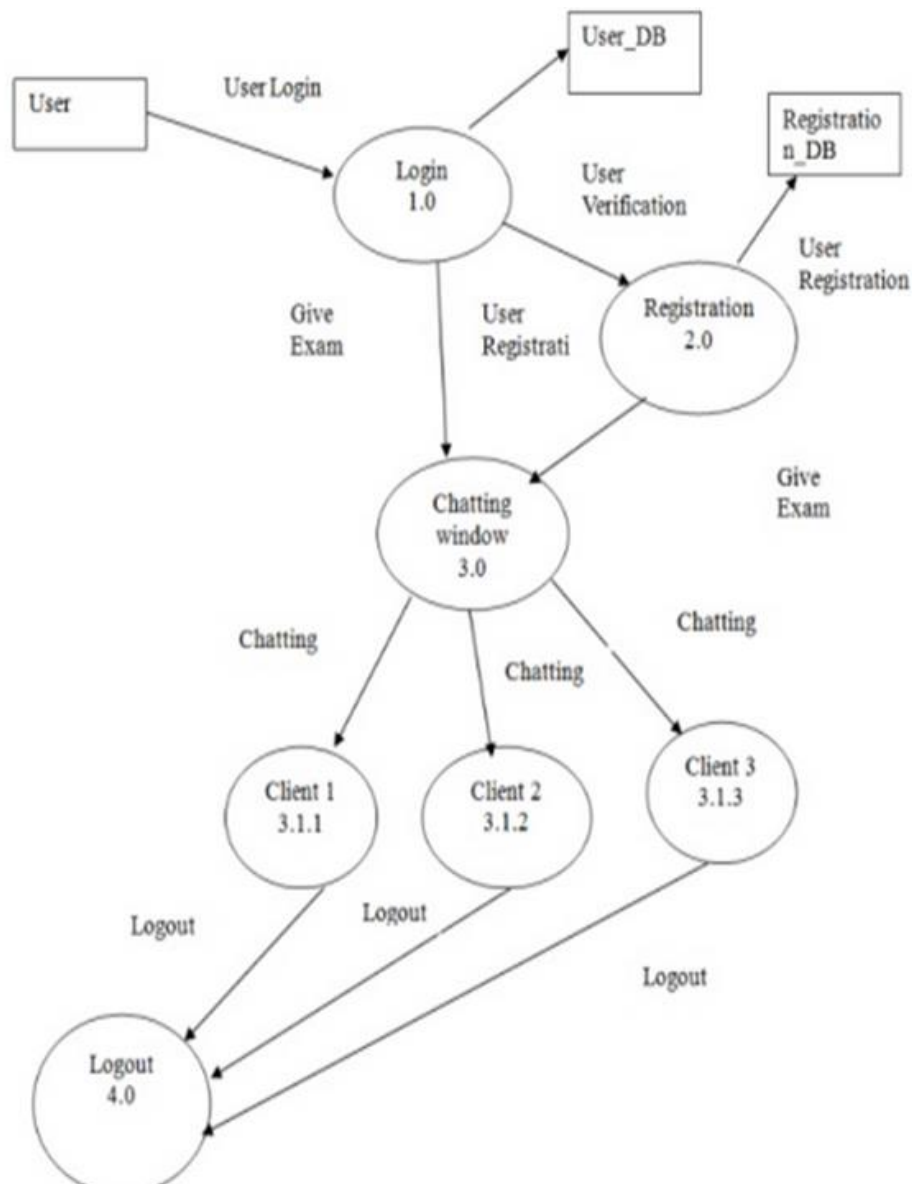 User_DB
User
User Login
Registratio
n_DB
Login
1.0
User
Verification
User
Registration
Give
Exam
User
Registrati
Registration
2.0
Give
Exam
Chatting
window
3.0
Chatting
Chatting
Chatting
Client 1
3.1.1
Client 2
3.1.2
Client 3
3.1.3
Logout
Logout
Logout
Logout
4.0